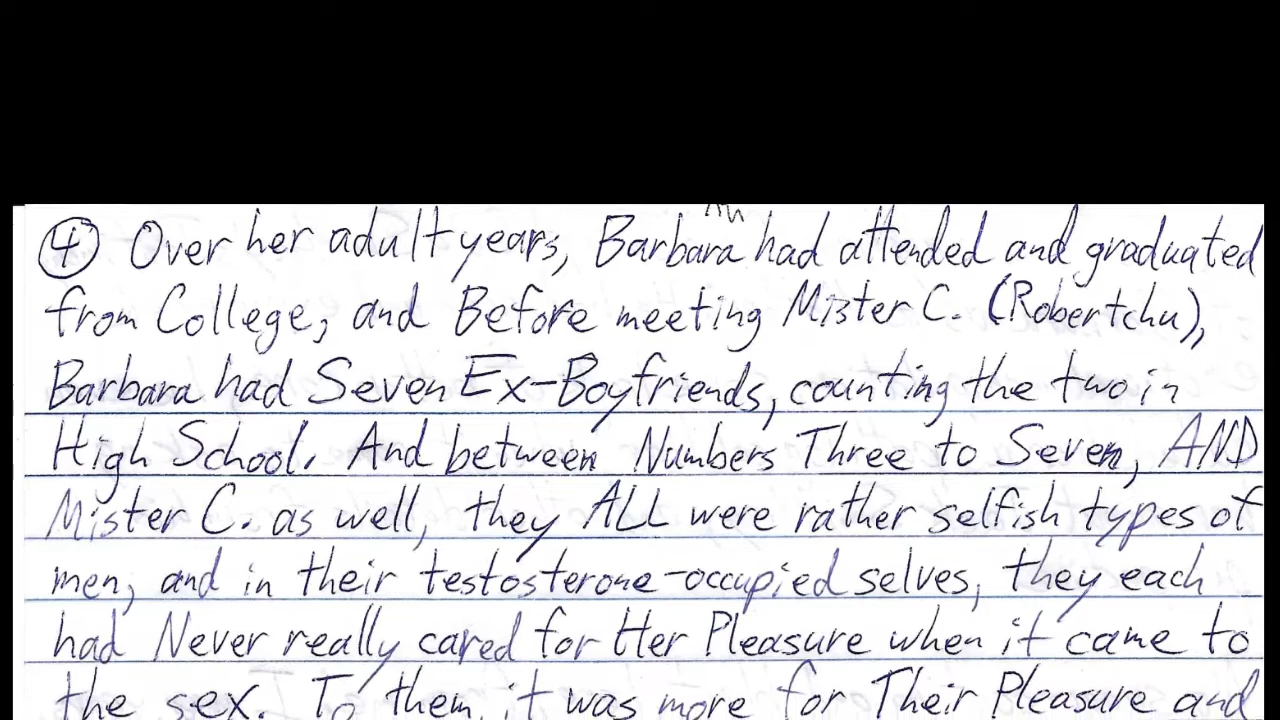 ④ Over her adult years, Barbara had attended and graduated
from College, and Before meeting Mister C. (Robertchu),
Barbara had Seven Ex-Boyfriends, counting the two in
High School. And between Numbers Three to Seven, AND
Mister C. as well, they ALL were rather selfish types of
men, and in their testosterone-occupied selves, they each
had Never really cared for Her Pleasure when it came to
the sex. To them, it was more for Their Pleasure and